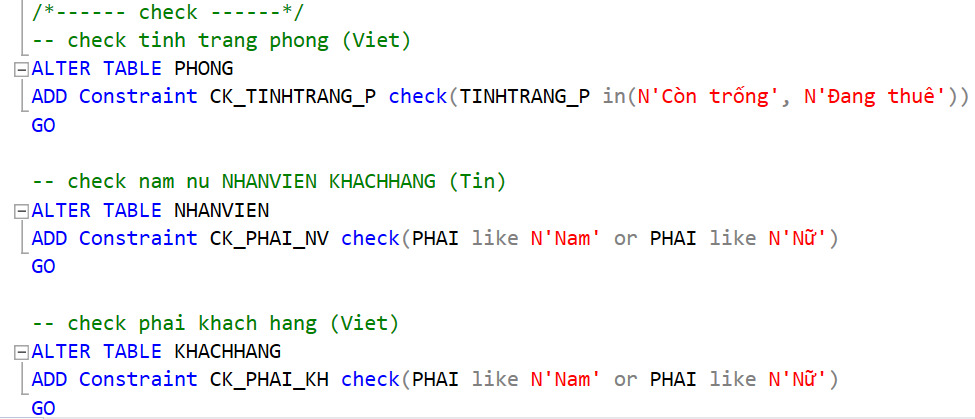 /*------ check ------*/
-- check tinh trang phong (Viet)
ALTER TABLE PHONG
ADD Constraint CK_TINHTRANG_P check(TINHTRANG_P in(N'Còn trống', N'Đang thuê'))
GO
-- check nam nu NHANVIEN KHACHHANG (Tin)
ALTER TABLE NHANVIEN
ADD Constraint CK_PHAI_NV check(PHAI like N'Nam' or PHAI like N'Nữ')
GO
-- check phai khach hang (Viet)
ALTER TABLE KHACHHANG
ADD Constraint CK_PHAI_KH check(PHAI like N'Nam' or PHAI like N'Nữ')
GO